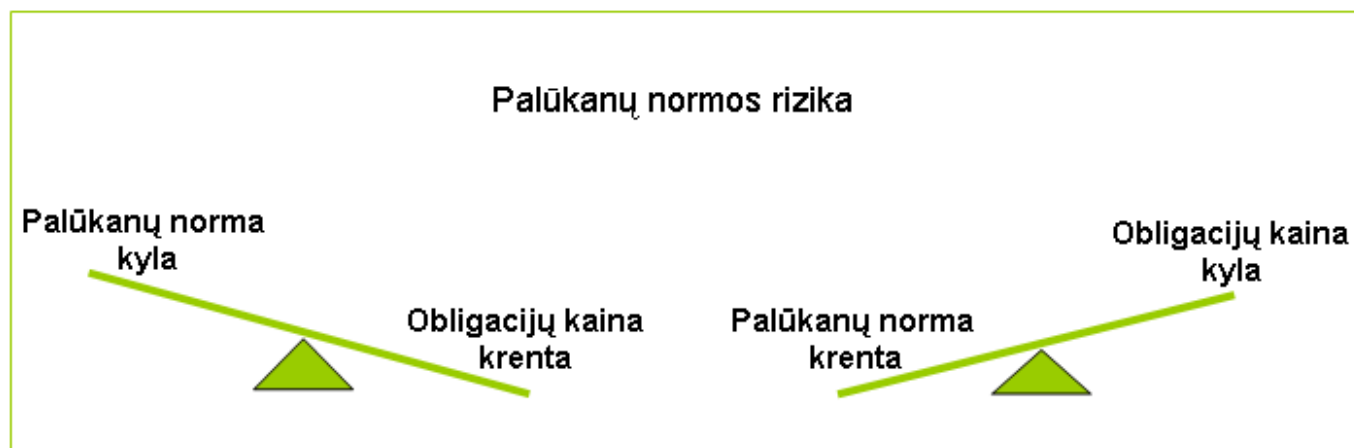 Palūkanų normos rizika
Palūkanų norma
kyla
Obligacijų kaina
krenta
Palūkanų norma
krenta
Obligacijų kaina
kyla